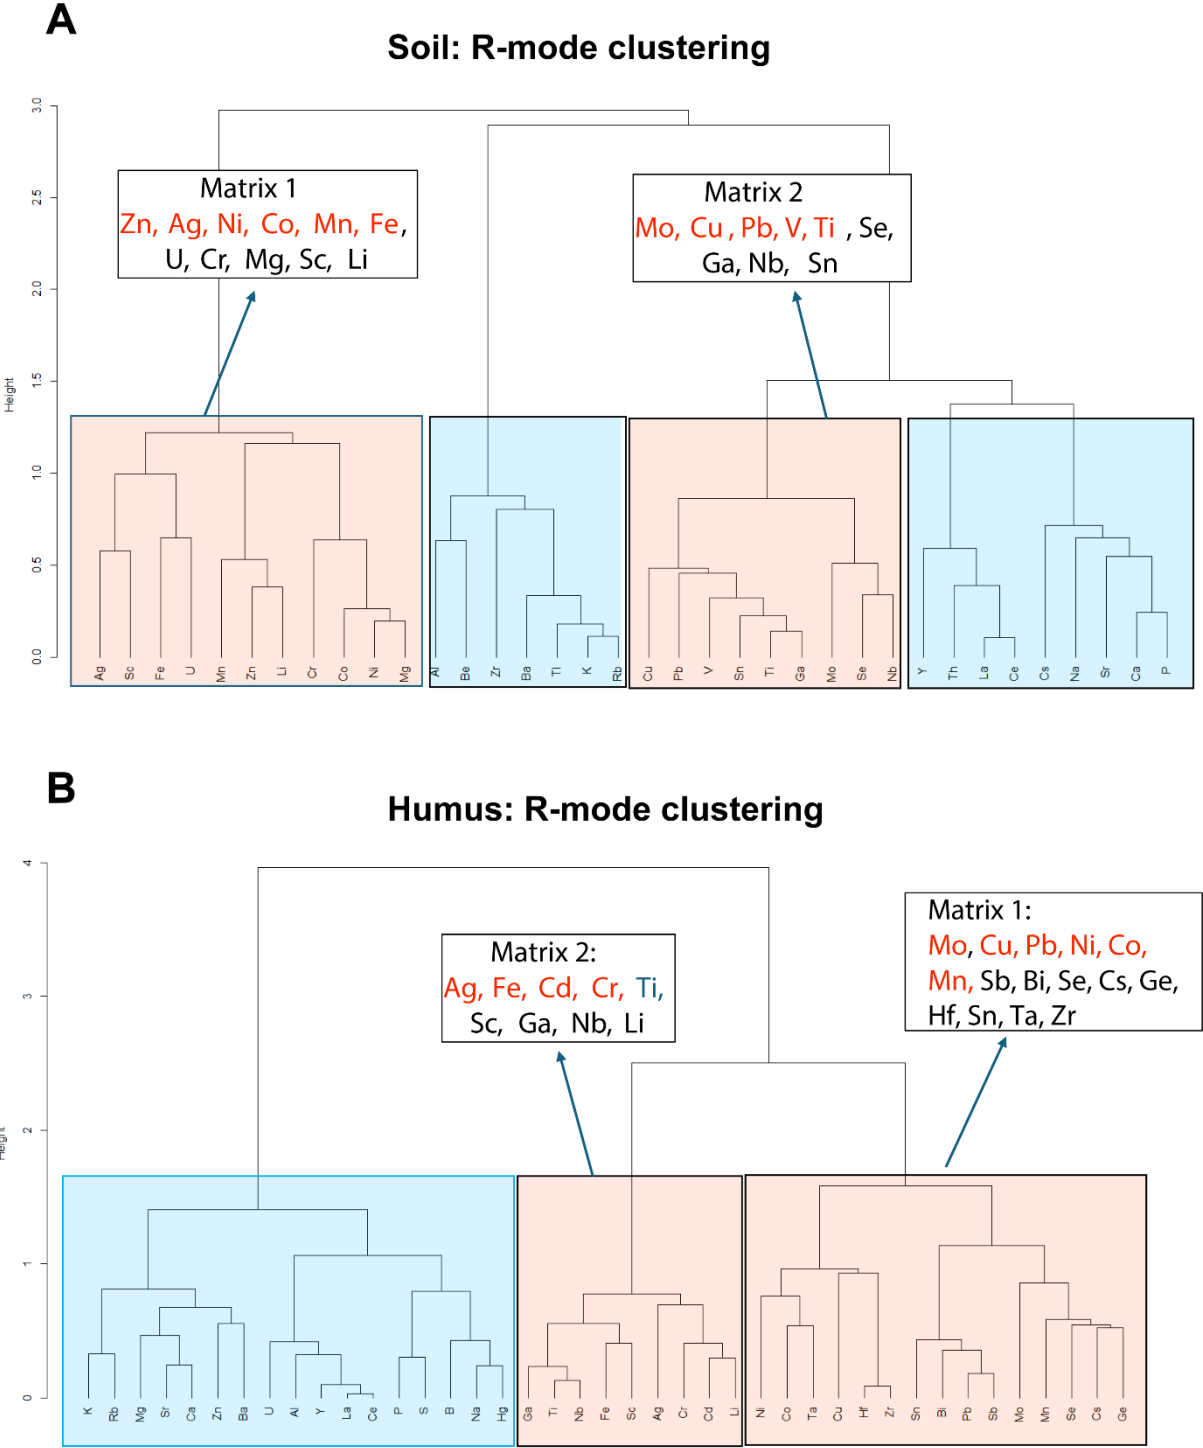 A
Soil: R-mode clustering
3.0
2.5
2.0
1.5
1.0
0.5
0.0
Height
Matrix 1
Zn, Ag, Ni, Co, Mn, Fe,
U, Cr, Mg, Sc, Li
Matrix 2
Mo, Cu, Pb, V, Ti , Se,
Ga, Nb, Sn
Ag Sc Fe U Mn Zn Li Cr Co Ni Mg Al Be Zr Ba Tl K Rb Cu Pb V Sn Ti Ga Mo Se Nb Y Th La Ce Cs Na Sr Ca P
B
Humus: R-mode clustering
4
3
2
1
0
Height
Matrix 2:
Ag, Fe, Cd, Cr, Ti,
Sc, Ga, Nb, Li
Matrix 1:
Mo, Cu, Pb, Ni, Co,
Mn, Sb, Bi, Se, Cs, Ge,
Hf, Sn, Ta, Zr
K Rb Mg Sr Ca Zn Ba U Al Y La Ce P S B Na Hg Ga Ti Nb Fe Sc Ag Cr Cd Li Ni Co Ta Cu Hf Zr Sn Bi Pb Sb Mo Mn Se Cs Ge